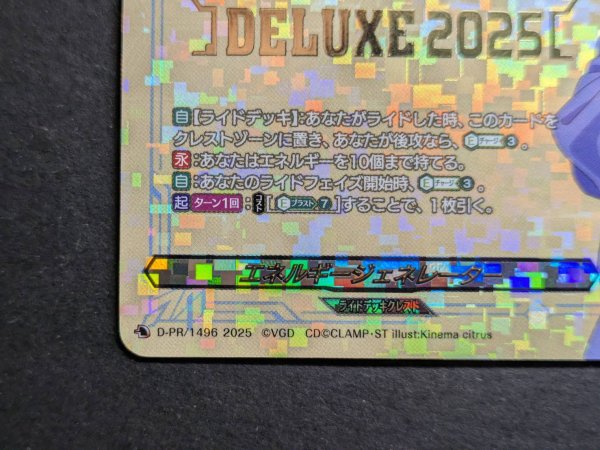 DELUXE 2025
自【ライドデッキ】:あなたがライドした時、このカードを
クレストゾーンに置き、あなたが後攻なら、Eチャージ 3。
永:あなたはエネルギーを10個まで持てる。
自:あなたのライドフェイズ開始時、Eチャージ 3。
起 ターン1回:コスト[Eブラスト 7]することで、1枚引く。
エネルギージェネレーター
ライドデッキクレスト
D-PR/1496 2025 ©VGD CD©CLAMP・ST illust:Kinema citrus